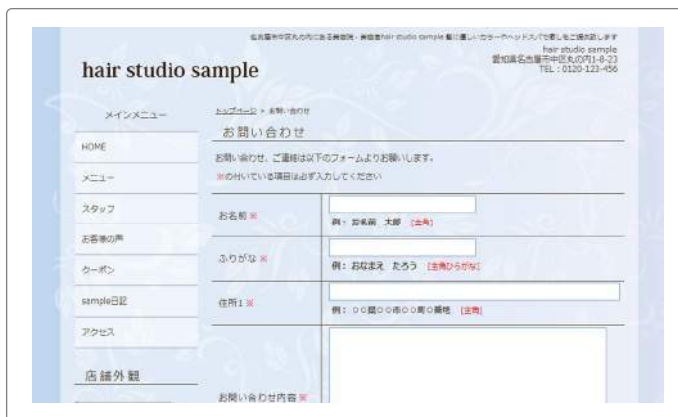 名古屋市中区丸の内にある美容院・美容室hair studio sample 髪に優しいカラーやヘッドスパで癒しをご提供致します
hair studio sample
hair studio sample
愛知県名古屋市中区丸の内1-8-23
TEL：0120-123-456
メインメニュー
HOME
メニュー
スタッフ
お客様の声
クーポン
sample日記
アクセス
店舗外観
トップページ > お問い合わせ
お問い合わせ
お問い合わせ、ご連絡は以下のフォームよりお願いします。
※の付いている項目は必ず入力してください
お名前 ※
例：お名前 太郎 [全角]
ふりがな ※
例：おなまえ たろう [全角ひらがな]
住所1 ※
例：○○県○○市○○町○番地 [全角]
お問い合わせ内容 ※